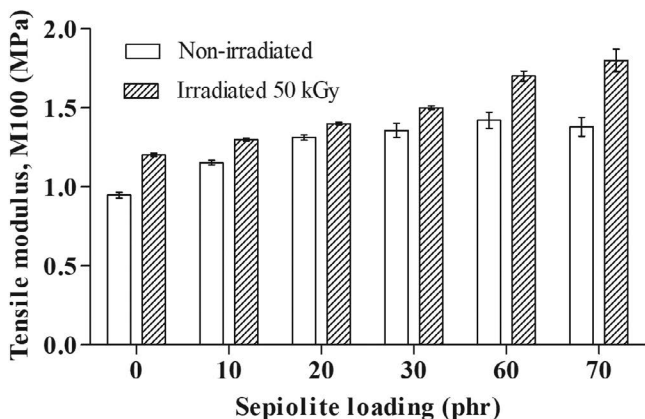 Tensile modulus, M100 (MPa)
2.0
1.5
1.0
0.5
0.0
Non-irradiated
Irradiated 50 kGy
0 10 20 30 60 70
Sepiolite loading (phr)